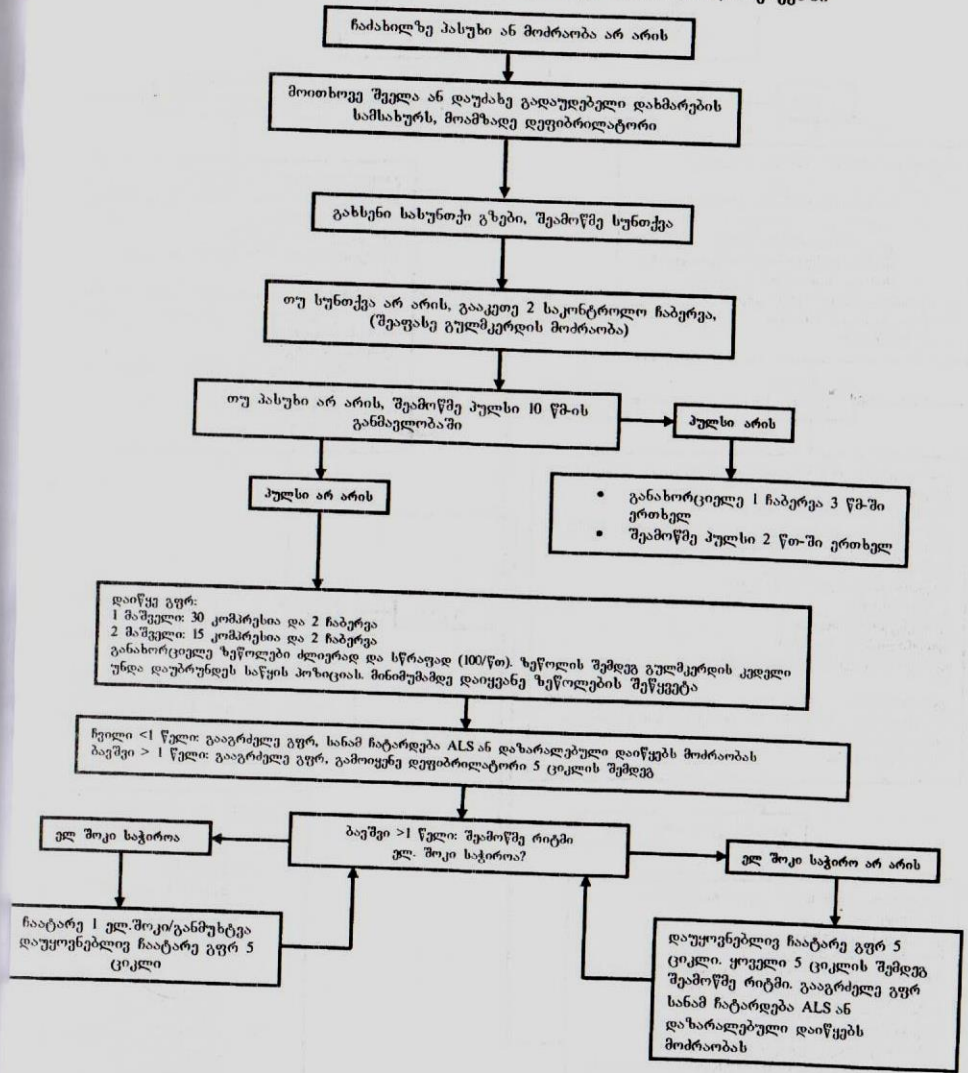 ჩაძახილზე პასუხი ან მოძრაობა არ არის
მოითხოვე შველა ან დაუძახე გადაუდებელი დახმარების
სამსახურს, მოამზადე დეფიბრილატორი
გახსენი სასუნთქი გზები, შეამოწმე სუნთქვა
თუ სუნთქვა არ არის, გააკეთე 2 საკონტროლო ჩაბერვა,
(შეაფასე გულმკერდის მოძრაობა)
თუ პასუხი არ არის, შეამოწმე პულსი 10 წმ-ის
განმავლობაში
პულსი არის
პულსი არ არის
• განახორციელე 1 ჩაბერვა 3 წმ-ში
ერთხელ
• შეამოწმე პულსი 2 წთ-ში ერთხელ
დაიწყე გფრ:
1 მაშველი: 30 კომპრესია და 2 ჩაბერვა
2 მაშველი: 15 კომპრესია და 2 ჩაბერვა
განახორციელე ზეწოლები ძლიერად და სწრაფად (100/წთ). ზეწოლის შემდეგ გულმკერდის კედელი
უნდა დაუბრუნდეს საწყის პოზიციას. მინიმუმამდე დაიყვანე ზეწოლების შეწყვეტა
ჩვილი <1 წელი: გააგრძელე გფრ, სანამ ჩატარდება ALS ან დაზარალებული დაიწყებს მოძრაობას
ბავშვი > 1 წელი: გააგრძელე გფრ, გამოიყენე დეფიბრილატორი 5 ციკლის შემდეგ
ელ შოკი საჭიროა
ბავშვი >1 წელი: შეამოწმე რიტმი
ელ. შოკი საჭიროა?
ელ შოკი საჭირო არ არის
ჩაატარე 1 ელ.შოკი/განმუხტვა
დაუყოვნებლივ ჩაატარე გფრ 5
ციკლი
დაუყოვნებლივ ჩაატარე გფრ 5
ციკლი. ყოველი 5 ციკლის შემდეგ
შეამოწმე რიტმი. გააგრძელე გფრ
სანამ ჩატარდება ALS ან
დაზარალებული დაიწყებს
მოძრაობას